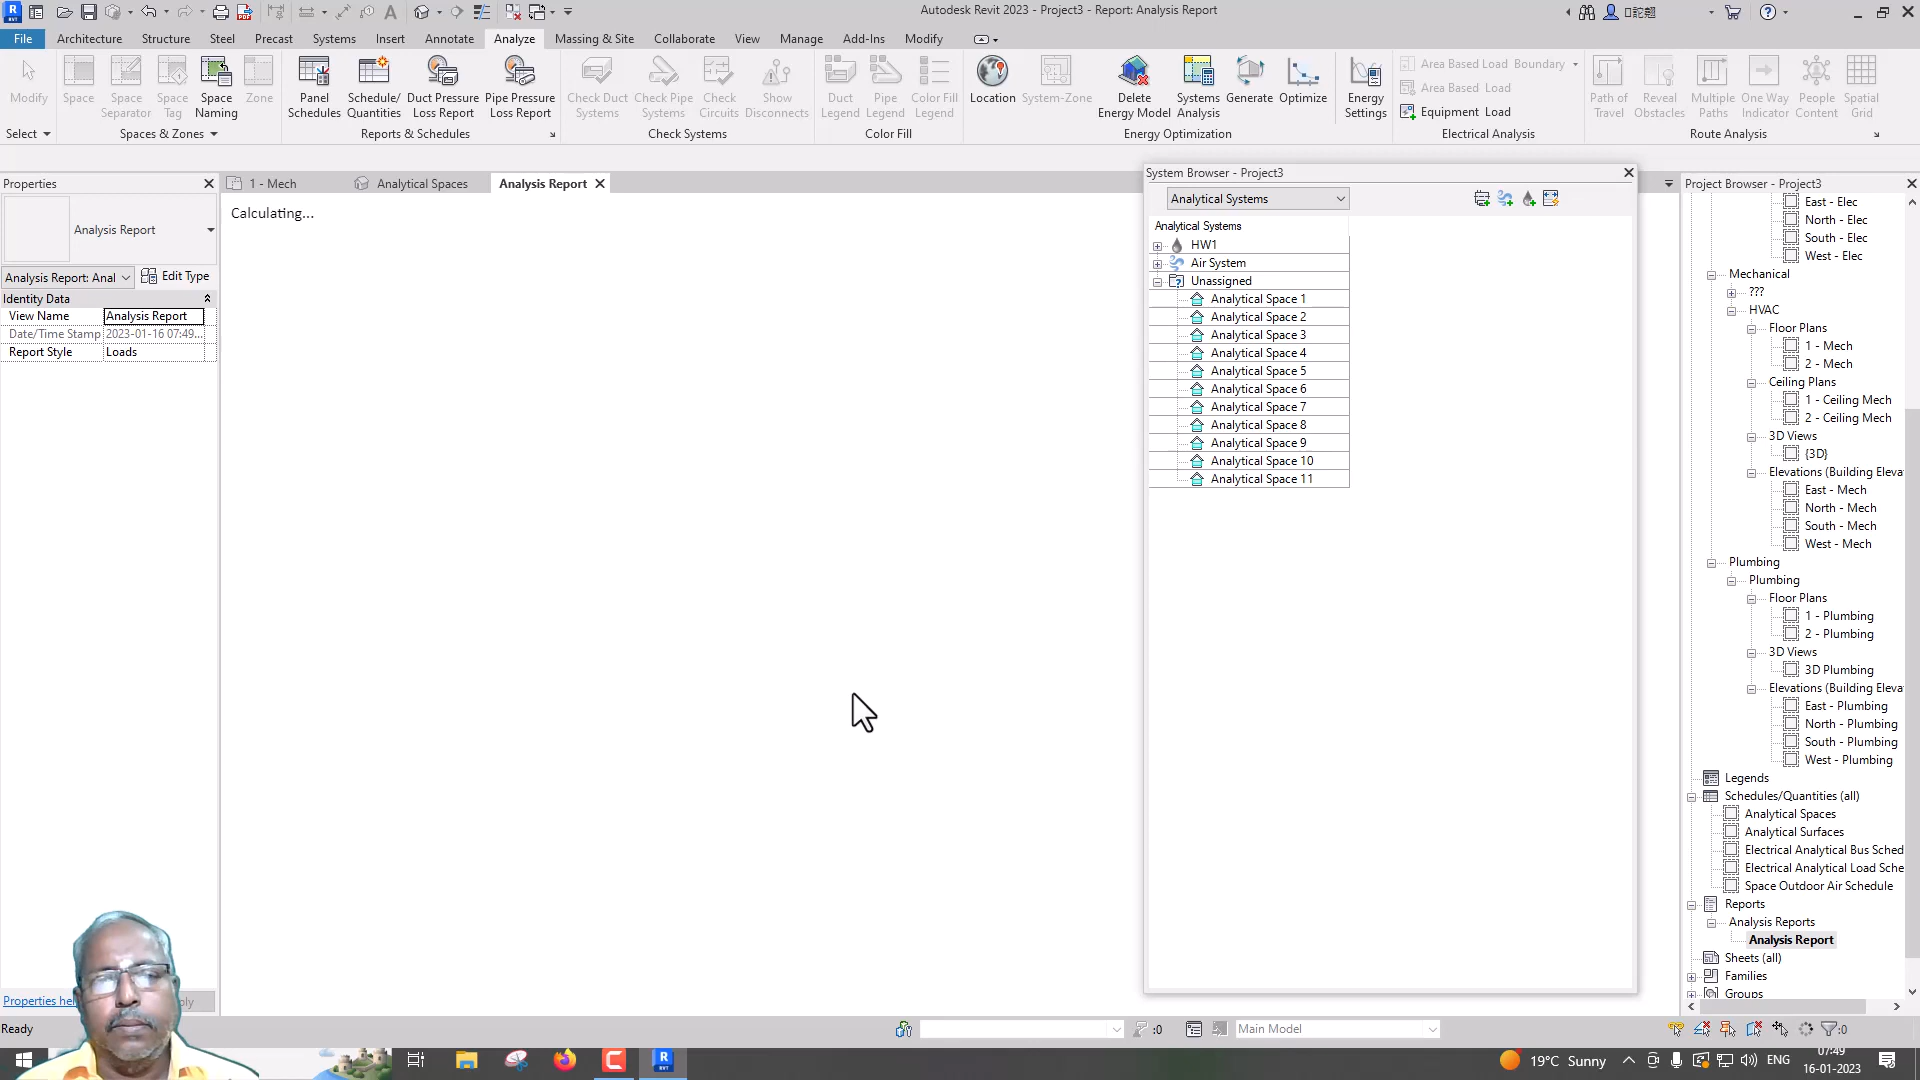 Autodesk Revit 2023 - Project3 - Report: Analysis Report
File Architecture Structure Steel Precast Systems Insert Annotate Analyze Massing & Site Collaborate View Manage Add-Ins Modify
Modify
Space
Space Separator
Space Tag
Space Naming
Zone
Panel Schedules
Schedule/ Quantities
Duct Pressure Loss Report
Pipe Pressure Loss Report
Check Duct Systems
Check Pipe Systems
Check Circuits
Show Disconnects
Duct Legend
Pipe Legend
Color Fill Legend
Location
System-Zone
Delete Energy Model
Systems Analysis
Generate
Optimize
Energy Settings
Area Based Load Boundary
Area Based Load
Equipment Load
Path of Travel
Reveal Obstacles
Multiple Paths
One Way Indicator
People Content
Spatial Grid
Select Spaces & Zones Reports & Schedules Check Systems Color Fill Energy Optimization Electrical Analysis Route Analysis
Properties
Analysis Report
Analysis Report: Anal Edit Type
Identity Data
View Name Analysis Report
Date/Time Stamp 2023-01-16 07:49...
Report Style Loads
Properties hel
1 - Mech Analytical Spaces Analysis Report
Calculating...
System Browser - Project3
Analytical Systems
Analytical Systems
HW1
Air System
Unassigned
Analytical Space 1
Analytical Space 2
Analytical Space 3
Analytical Space 4
Analytical Space 5
Analytical Space 6
Analytical Space 7
Analytical Space 8
Analytical Space 9
Analytical Space 10
Analytical Space 11
Project Browser - Project3
East - Elec
North - Elec
South - Elec
West - Elec
Mechanical
???
HVAC
Floor Plans
1 - Mech
2 - Mech
Ceiling Plans
1 - Ceiling Mech
2 - Ceiling Mech
3D Views
{3D}
Elevations (Building Eleva
East - Mech
North - Mech
South - Mech
West - Mech
Plumbing
Plumbing
Floor Plans
1 - Plumbing
2 - Plumbing
3D Views
3D Plumbing
Elevations (Building Eleva
East - Plumbing
North - Plumbing
South - Plumbing
West - Plumbing
Legends
Schedules/Quantities (all)
Analytical Spaces
Analytical Surfaces
Electrical Analytical Bus Sched
Electrical Analytical Load Sche
Space Outdoor Air Schedule
Reports
Analysis Reports
Analysis Report
Sheets (all)
Families
Groups
Ready
:0
Main Model
:0
19°C Sunny
ENG
07:49
16-01-2023